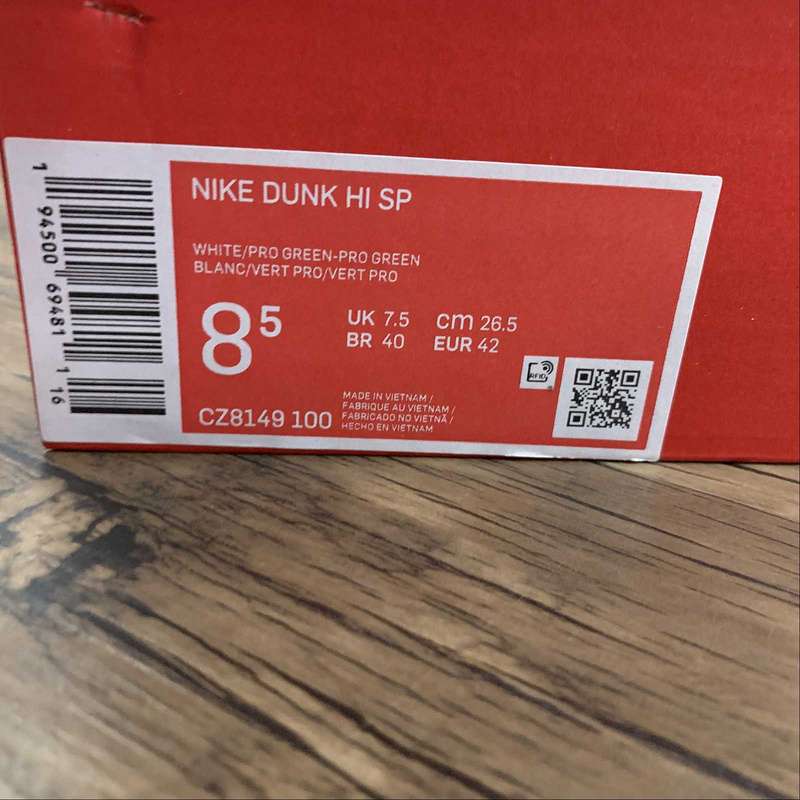 NIKE DUNK HI SP
WHITE/PRO GREEN-PRO GREEN
BLANC/VERT PRO/VERT PRO
8⁵
UK 7.5 cm 26.5
BR 40 EUR 42
RFID
CZ8149 100
MADE IN VIETNAM /
FABRIQUE AU VIETNAM /
FABRICADO NO VIETNÃ /
HECHO EN VIETNAM
1 94500 69481 1 16